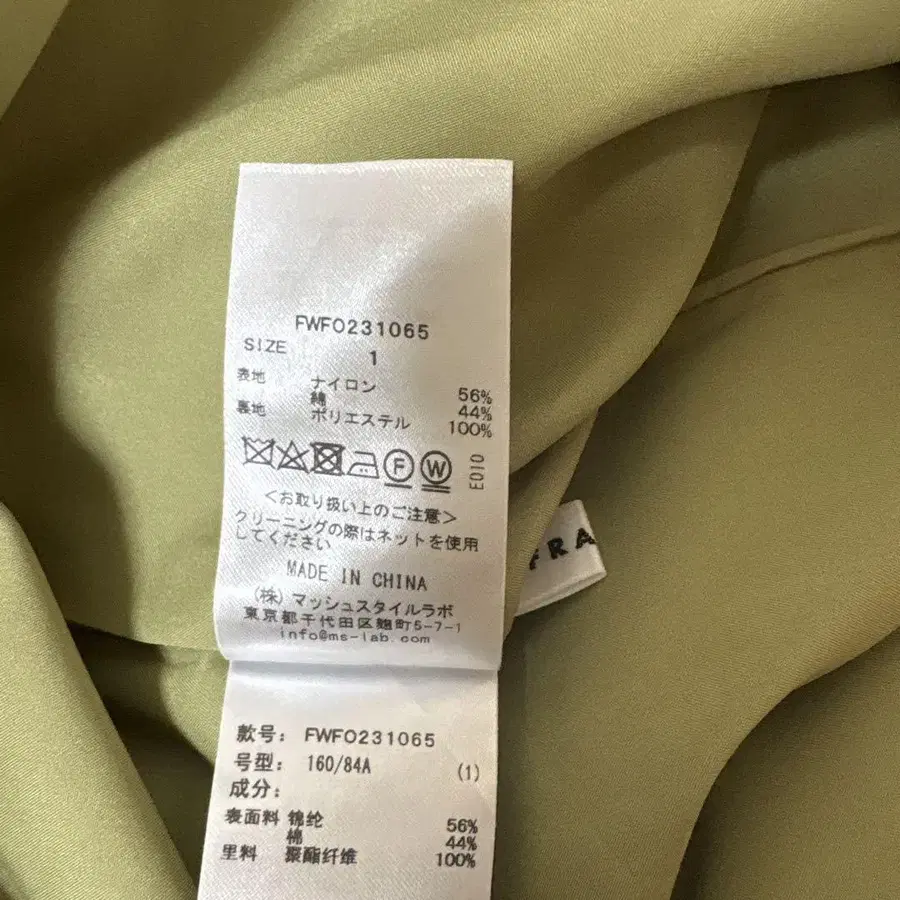 FWFO231065
SIZE 1
表地 ナイロン 56%
綿 44%
裏地 ポリエステル 100%
F W E010
<お取り扱い上のご注意>
クリーニングの際はネットを使用
してください
MADE IN CHINA
(株)マッシュスタイルラボ
東京都千代田区麹町5-7-1
info@ms-lab.com
FRA
款号: FWFO231065
号型: 160/84A (1)
成分:
表面料 锦纶 56%
棉 44%
里料 聚酯纤维 100%